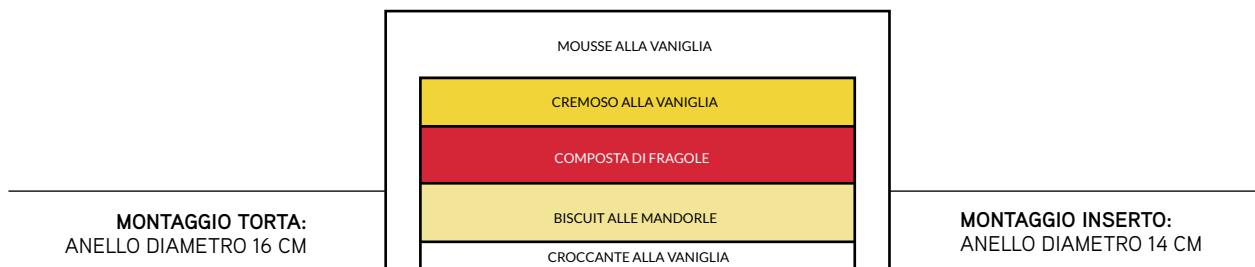 MOUSSE ALLA VANIGLIA
CREMOSO ALLA VANIGLIA
COMPOSTA DI FRAGOLE
BISCUIT ALLE MANDORLE
CROCCANTE ALLA VANIGLIA
MONTAGGIO TORTA:
ANELLO DIAMETRO 16 CM
MONTAGGIO INSERTO:
ANELLO DIAMETRO 14 CM